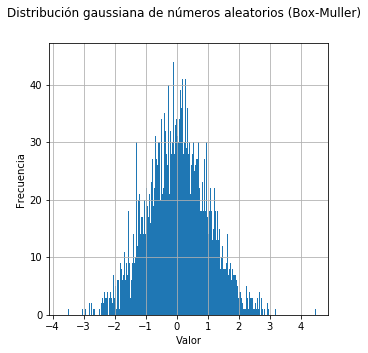 Distribución gaussiana de números aleatorios (Box-Muller)
40
30
20
10
0
Frecuencia
−4 −3 −2 −1 0 1 2 3 4
Valor